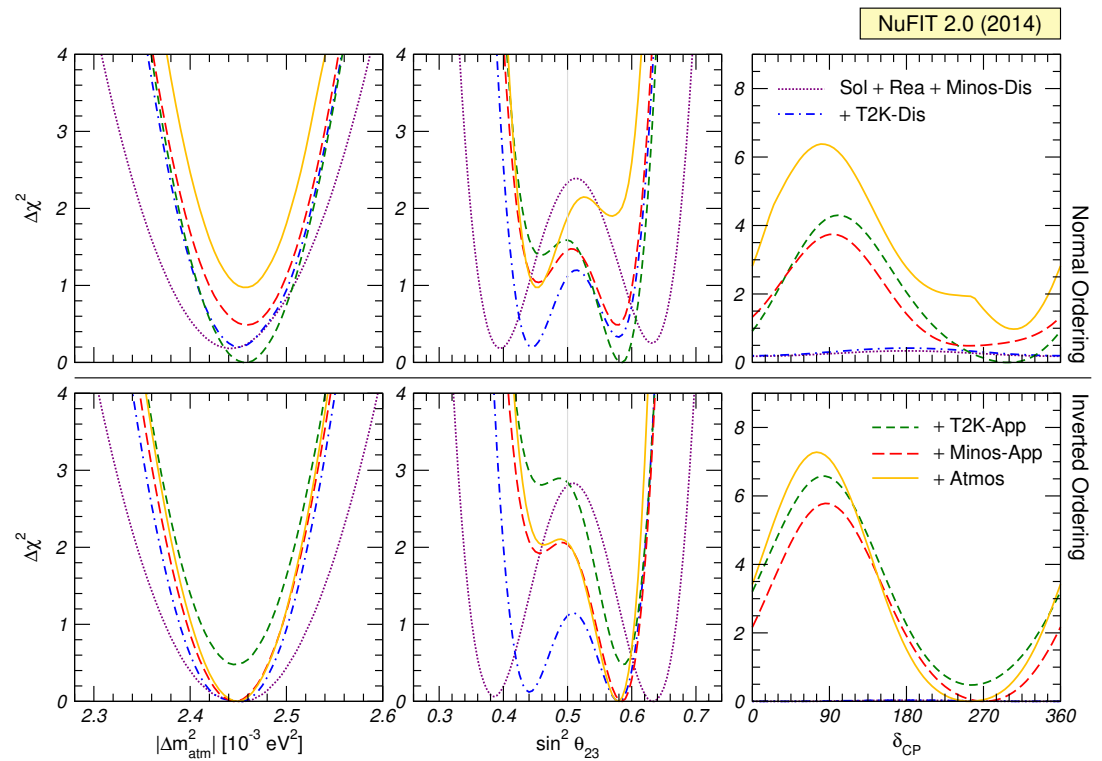 NuFIT 2.0 (2014)
Δχ²
4
3
2
1
0
8
6
4
2
0
Sol + Rea + Minos-Dis
+ T2K-Dis
Normal Ordering
Δχ²
4
3
2
1
0
8
6
4
2
0
+ T2K-App
+ Minos-App
+ Atmos
Inverted Ordering
2.3 2.4 2.5 2.6
0.3 0.4 0.5 0.6 0.7
0 90 180 270 360
|Δm²atm| [10⁻³ eV²]
sin² θ23
δCP